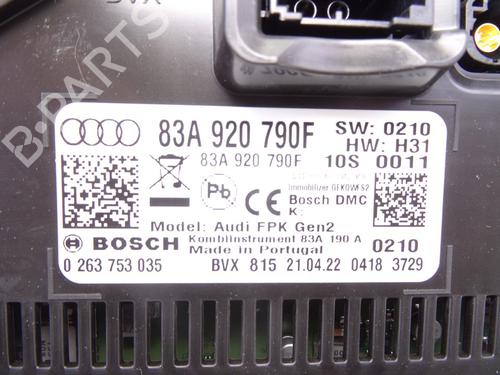 BVX
83A 920 790F SW: 0210
HW: H31
83A 920 790F 10S 0011
Pb
CE
Immobilizer
Bosch DMC
K:
Model: Audi FPK Gen2
BOSCH Kombiinstrument 83A 190 A 0210
Made in Portugal
0 263 753 035 BVX 815 21.04.22 0418 3729
B-PARTS